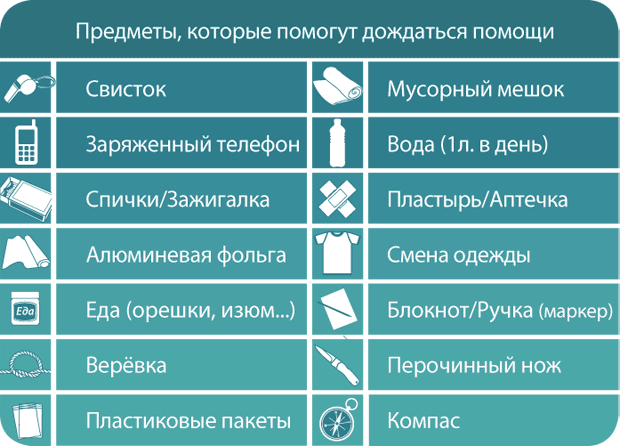 Предметы, которые помогут дождаться помощи
Свисток
Мусорный мешок
Заряженный телефон
Вода (1л. в день)
Спички/Зажигалка
Пластырь/Аптечка
Алюминевая фольга
Смена одежды
Еда
Еда (орешки, изюм...)
Блокнот/Ручка (маркер)
Верёвка
Перочинный нож
Пластиковые пакеты
Компас